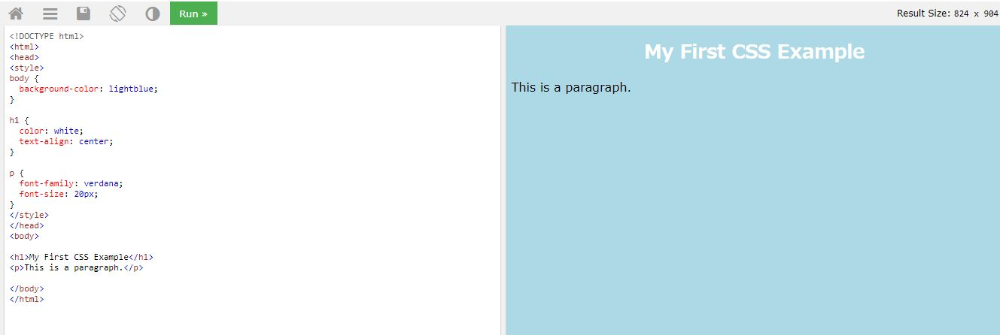 Run »
Result Size: 824 x 904
<!DOCTYPE html>
<html>
<head>
<style>
body {
  background-color: lightblue;
}

h1 {
  color: white;
  text-align: center;
}

p {
  font-family: verdana;
  font-size: 20px;
}
</style>
</head>
<body>

<h1>My First CSS Example</h1>
<p>This is a paragraph.</p>

</body>
</html>
My First CSS Example
This is a paragraph.